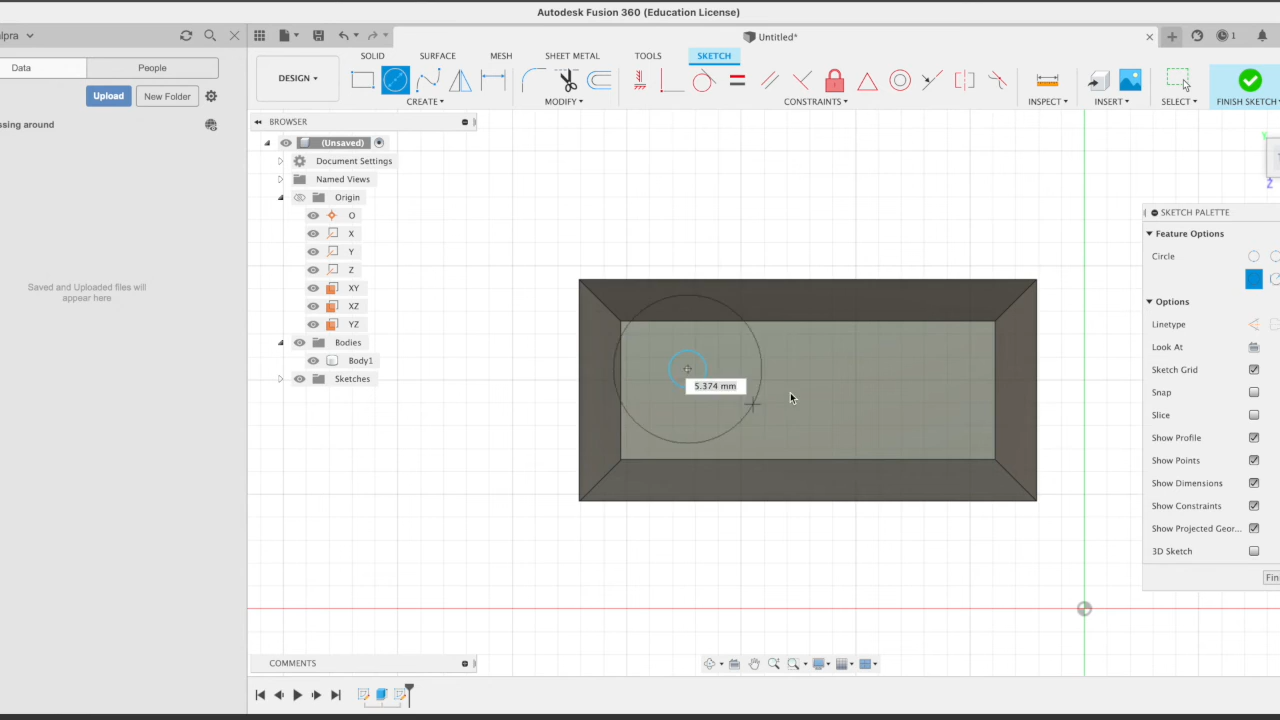 Autodesk Fusion 360 (Education License)
lpra
Untitled*
1
Data
People
Upload
New Folder
ssing around
Saved and Uploaded files will
appear here
SOLID
SURFACE
MESH
SHEET METAL
TOOLS
SKETCH
DESIGN
CREATE
MODIFY
CONSTRAINTS
INSPECT
INSERT
SELECT
FINISH SKETCH
BROWSER
(Unsaved)
Document Settings
Named Views
Origin
O
X
Y
Z
XY
XZ
YZ
Bodies
Body1
Sketches
5.374 mm
Y
Z
SKETCH PALETTE
Feature Options
Circle
Options
Linetype
Look At
Sketch Grid
Snap
Slice
Show Profile
Show Points
Show Dimensions
Show Constraints
Show Projected Geor...
3D Sketch
Fin
COMMENTS